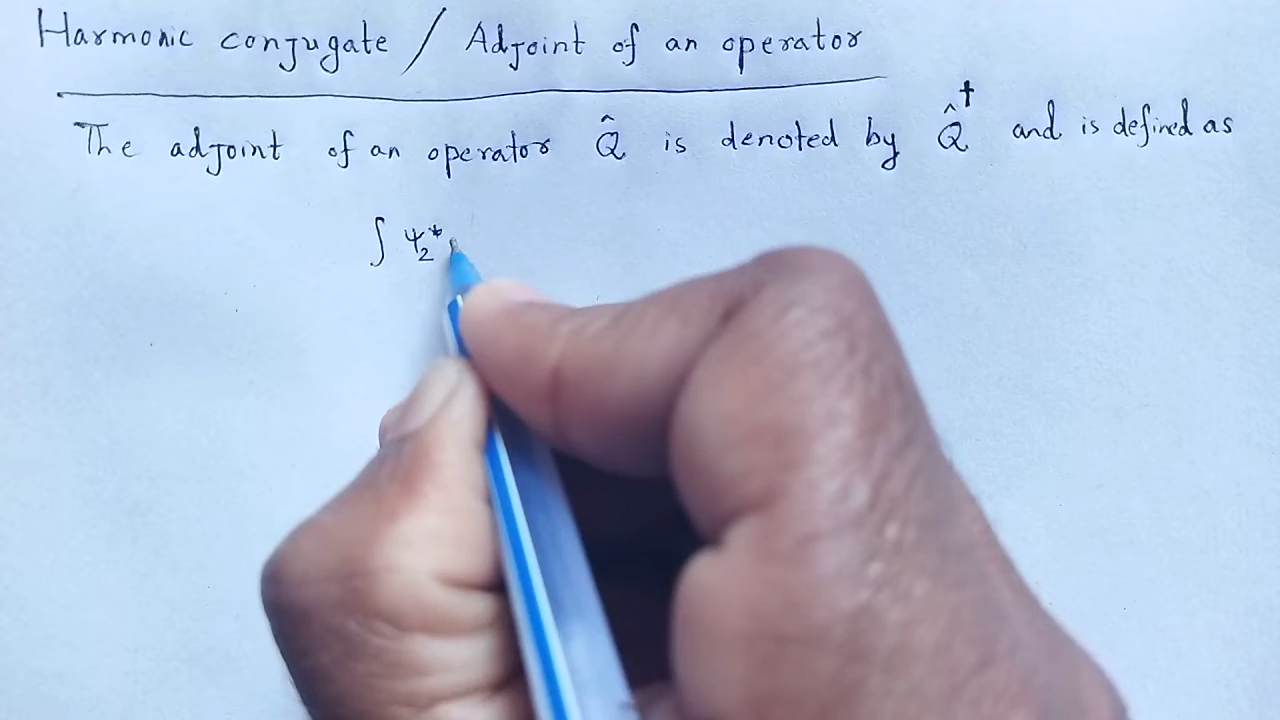 Harmonic conjugate / Adjoint of an operator
The adjoint of an operator Q̂ is denoted by Q̂† and is defined as
∫ ψ₂*